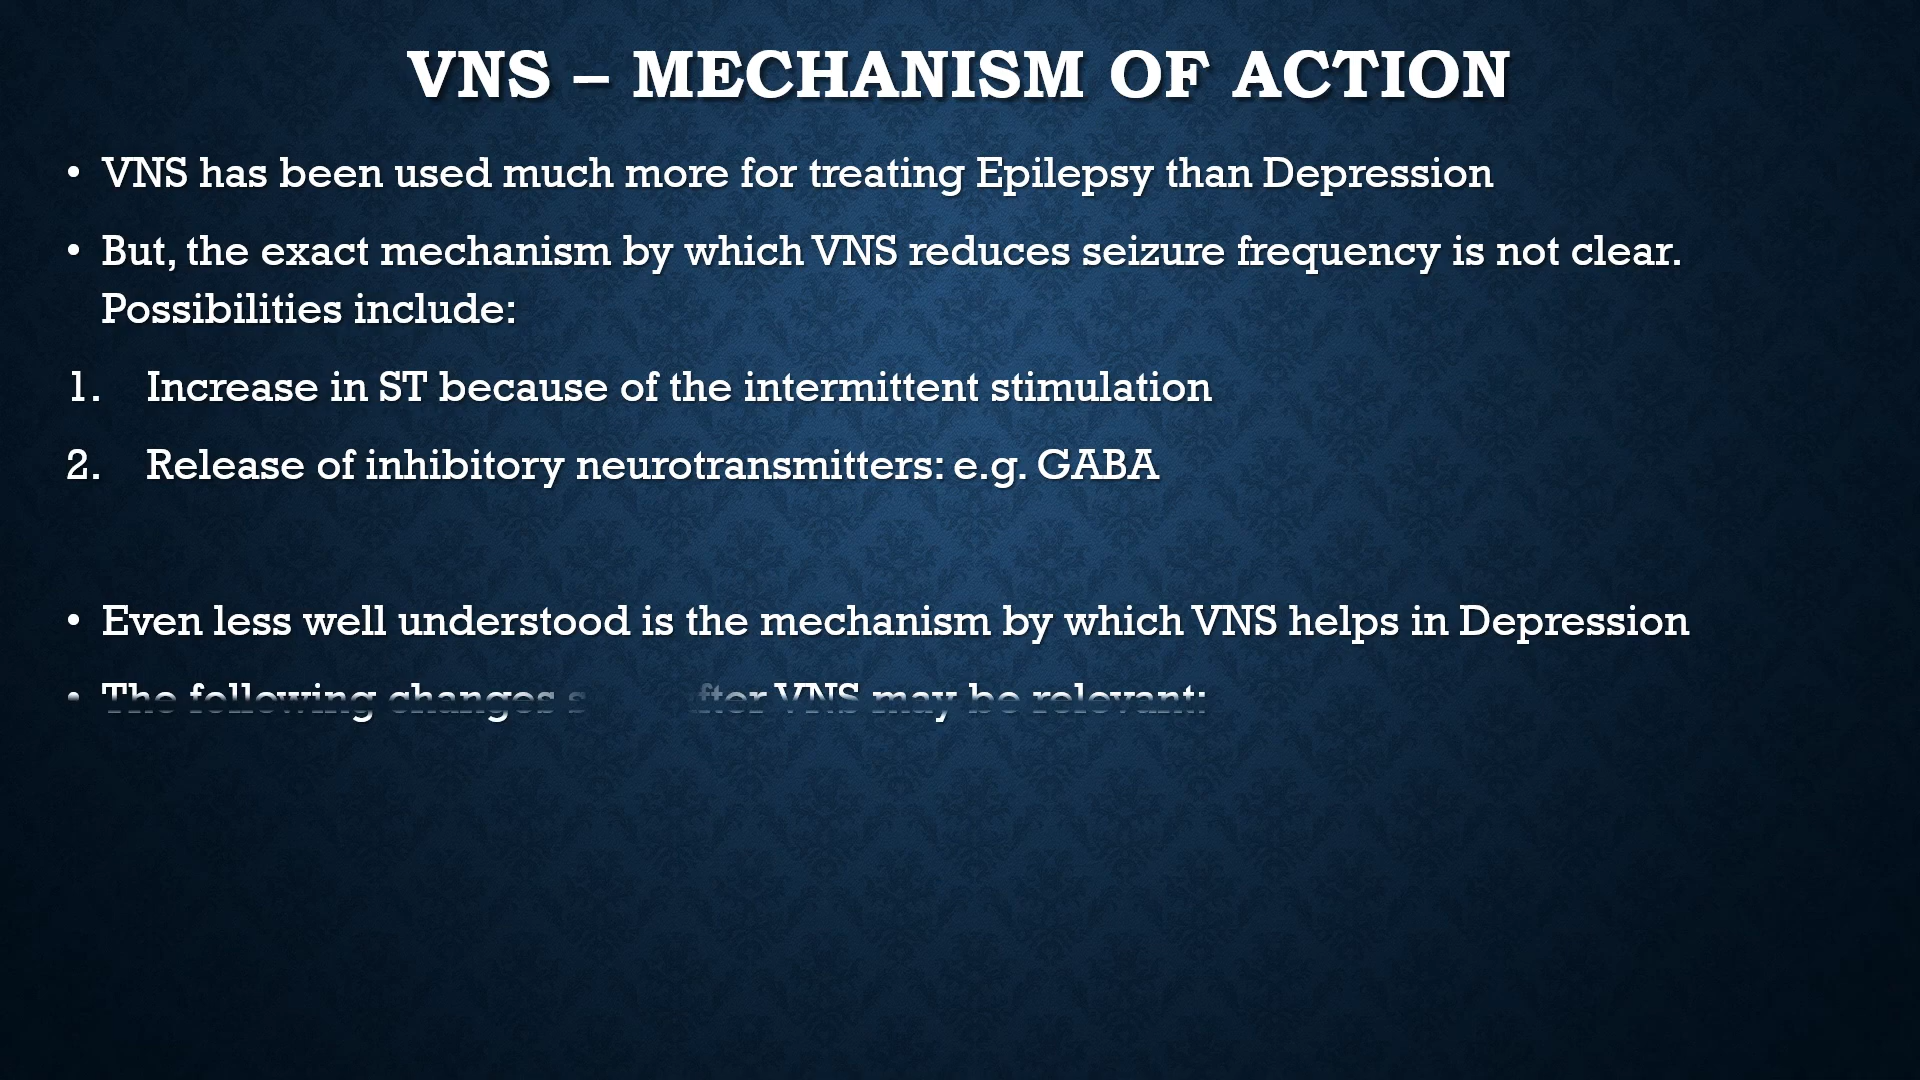 VNS – MECHANISM OF ACTION
• VNS has been used much more for treating Epilepsy than Depression
• But, the exact mechanism by which VNS reduces seizure frequency is not clear.
Possibilities include:
1. Increase in ST because of the intermittent stimulation
2. Release of inhibitory neurotransmitters: e.g. GABA
• Even less well understood is the mechanism by which VNS helps in Depression
• The following changes after VNS may be relevant: